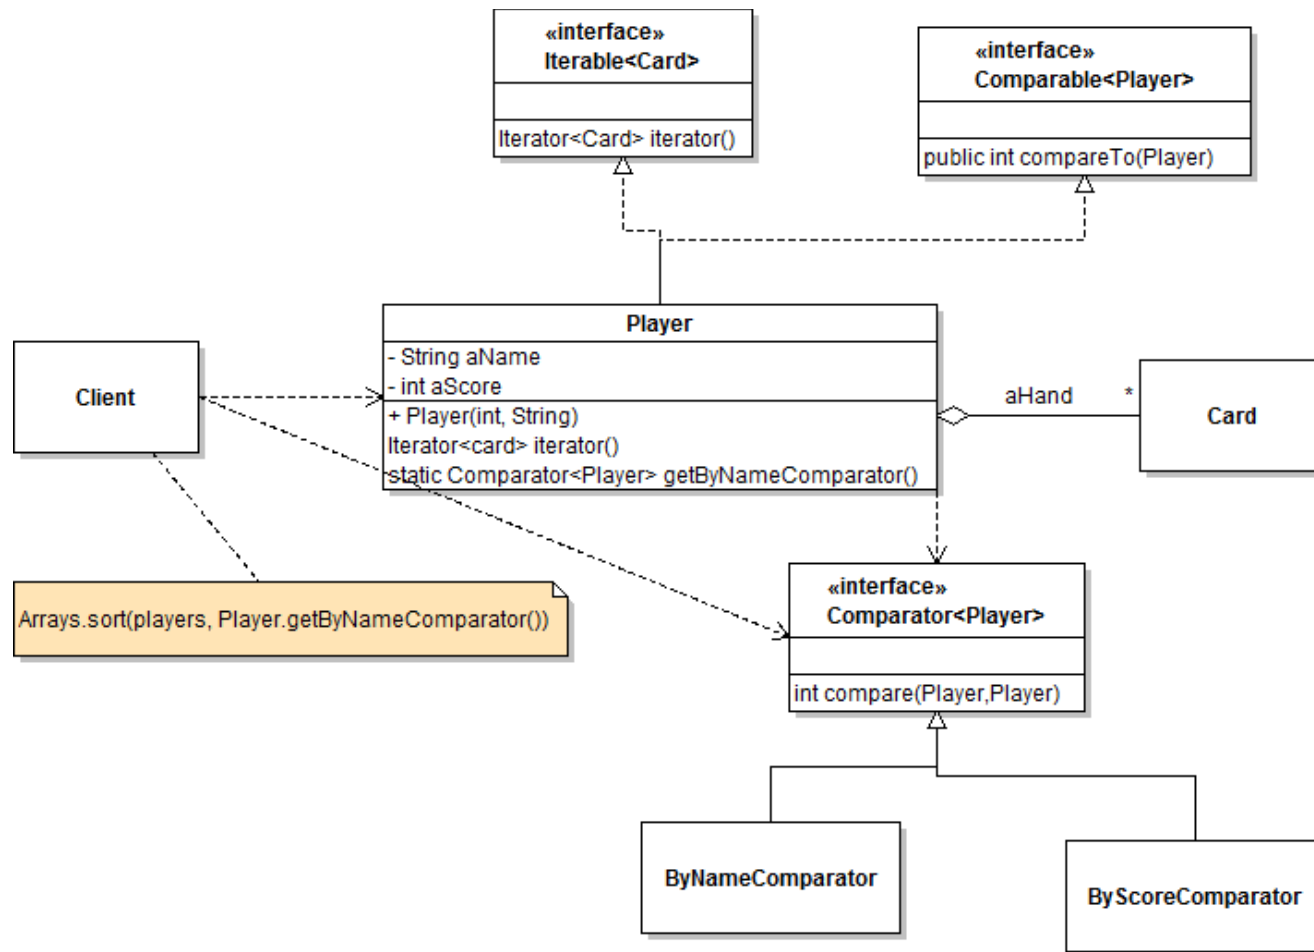 «interface»
Iterable<Card>
Iterator<Card> iterator()
«interface»
Comparable<Player>
public int compareTo(Player)
Player
- String aName
- int aScore
+ Player(int, String)
Iterator<card> iterator()
static Comparator<Player> getByNameComparator()
Client
aHand
*
Card
Arrays.sort(players, Player.getByNameComparator())
«interface»
Comparator<Player>
int compare(Player,Player)
ByNameComparator
ByScoreComparator